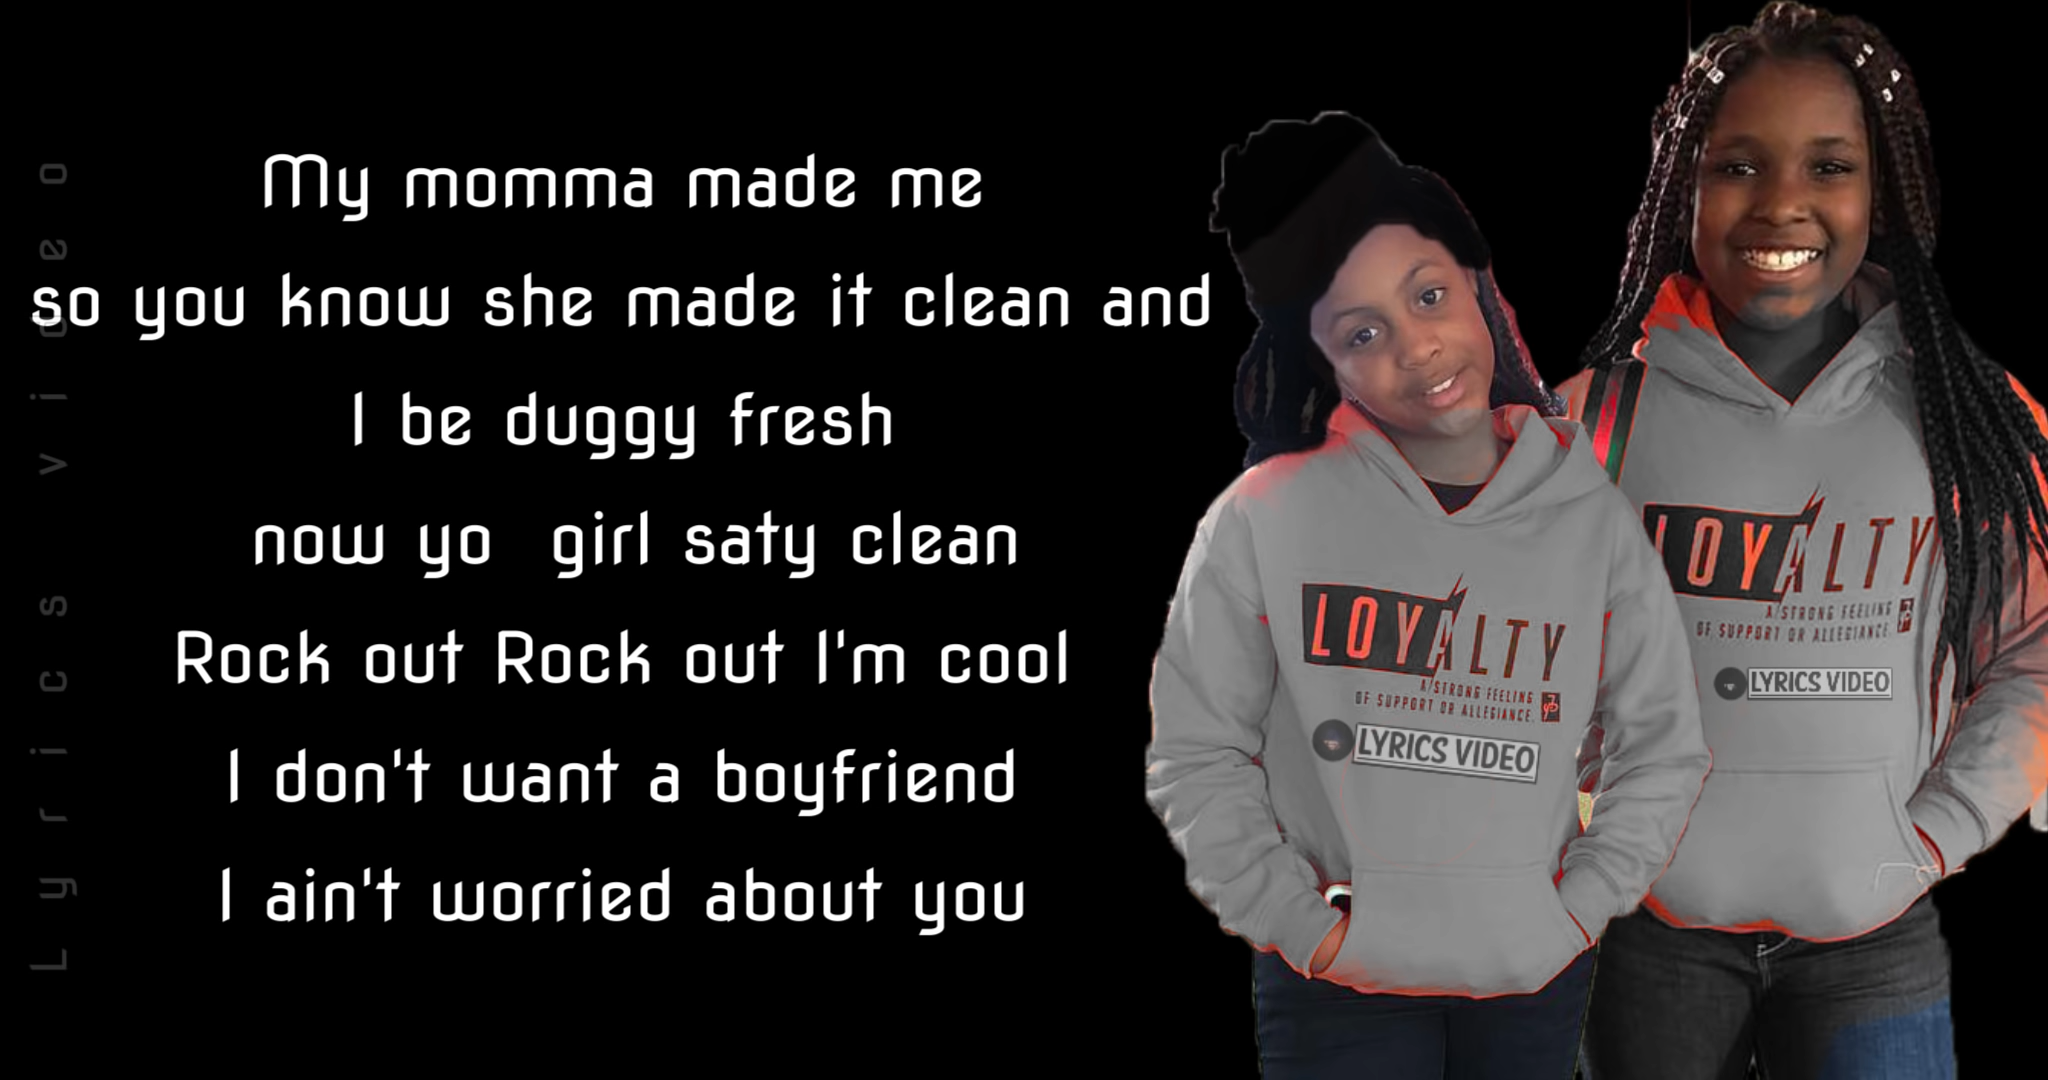 My momma made me
so you know she made it clean and
I be duggy fresh
now yo girl saty clean
Rock out Rock out I'm cool
I don't want a boyfriend
I ain't worried about you
Lyrics video
LOYALTY
A STRONG FEELING
OF SUPPORT OR ALLEGIANCE.
LYRICS VIDEO
LOYALTY
A STRONG FEELING
OF SUPPORT OR ALLEGIANCE.
LYRICS VIDEO